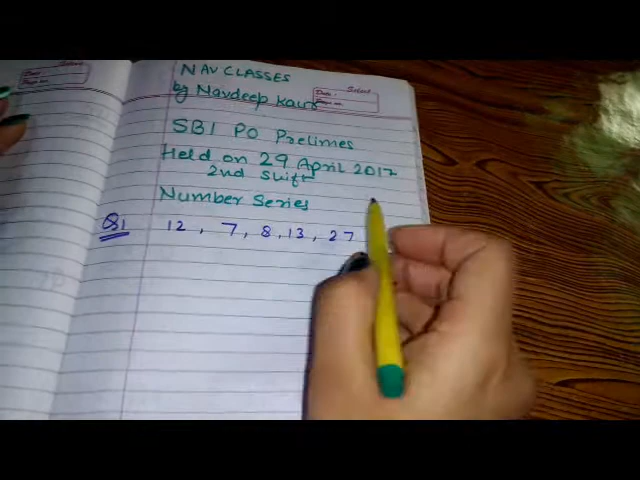 NAV CLASSES
by Navdeep Kaur
SBI PO Prelimes
Held on 29 April 2017
2nd Shift
Number Series
Q1 12, 7, 8, 13, 27